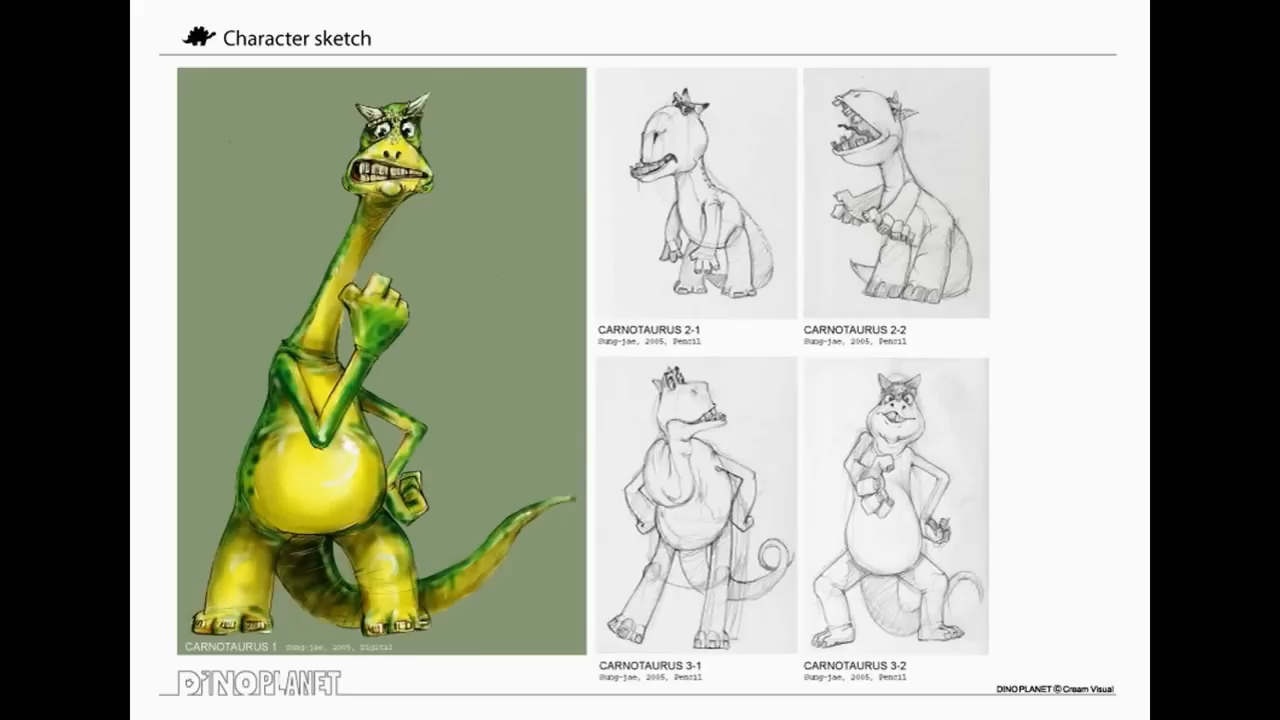 Character sketch
CARNOTAURUS 2-1
Sung-jae, 2005, Pencil
CARNOTAURUS 2-2
Sung-jae, 2005, Pencil
CARNOTAURUS 1 Sung-jae, 2005, Digital
CARNOTAURUS 3-1
Sung-jae, 2005, Pencil
CARNOTAURUS 3-2
Sung-jae, 2005, Pencil
DINOPLANET
DINO PLANET ⓒ Cream Visual